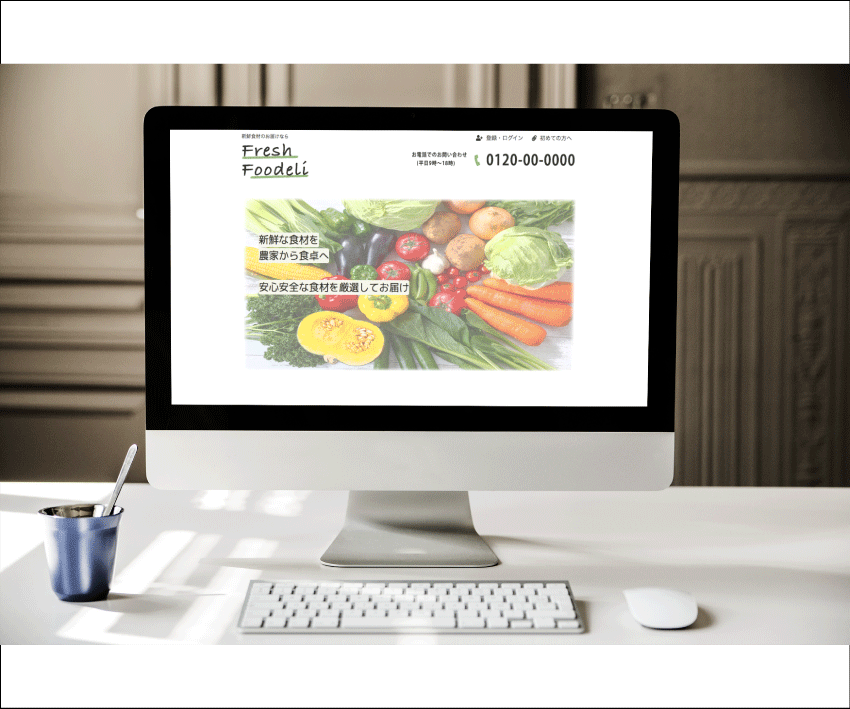 新鮮食材のお届けなら
Fresh
Foodeli
登録・ログイン 初めての方へ
お電話でのお問い合わせ
(平日9時〜18時)
0120-00-0000
新鮮な食材を
農家から食卓へ
安心安全な食材を厳選してお届け